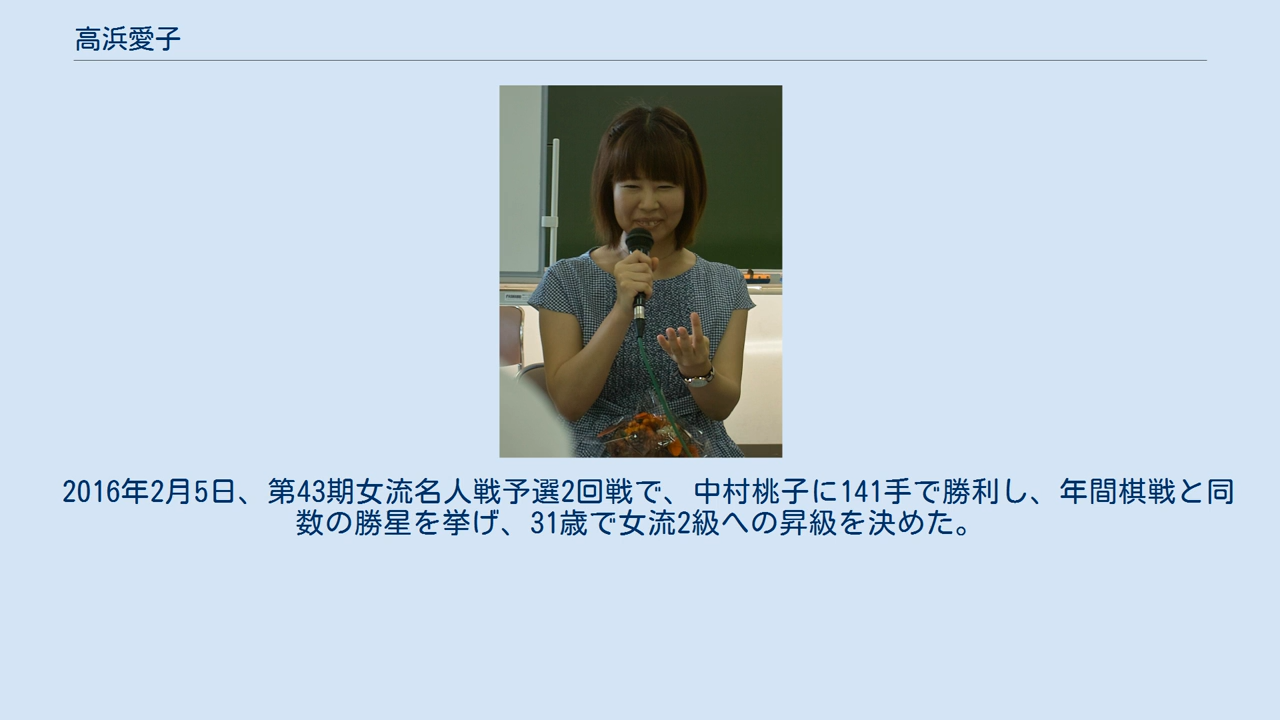 高浜愛子
2016年2月5日、第43期女流名人戦予選2回戦で、中村桃子に141手で勝利し、年間棋戦と同
数の勝星を挙げ、31歳で女流2級への昇級を決めた。